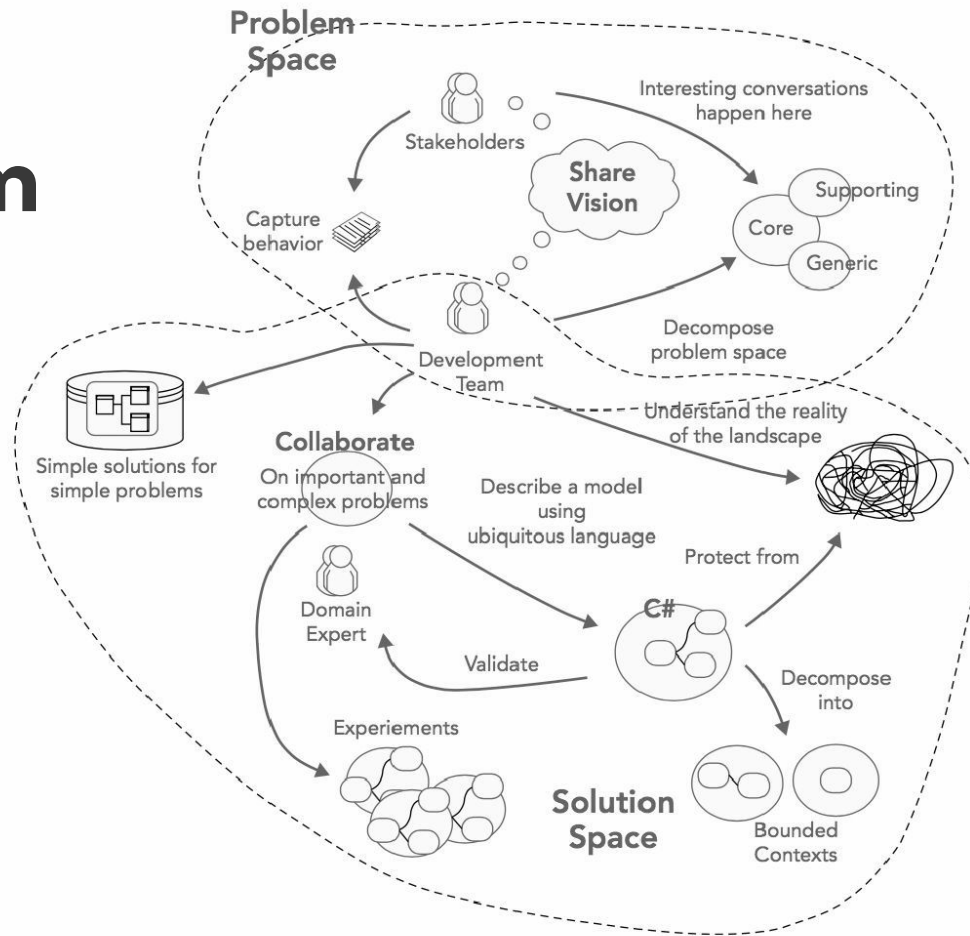 Problem
Space
Interesting conversations
happen here
Stakeholders
m
Share
Vision
Supporting
Capture
behavior
Core
Generic
Decompose
problem space
Development
Team
Understand the reality
of the landscape
Collaborate
Simple solutions for
simple problems
On important and
complex problems
Describe a model
using
ubiquitous language
Protect from
Domain
Expert
C#
Validate
Decompose
into
Experiements
Solution
Space
Bounded
Contexts